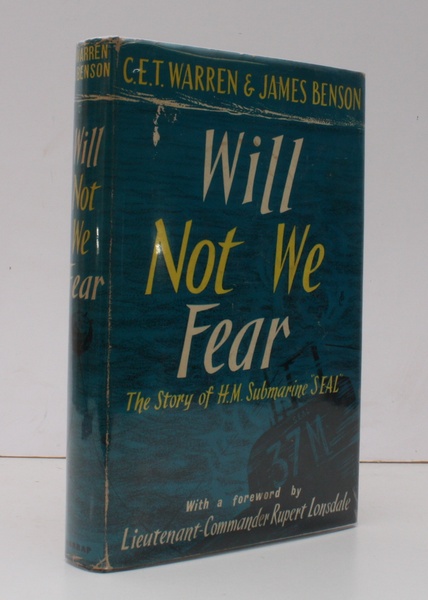 WARREN
BENSON
Will
Not
We
Fear
C.E.T. WARREN & JAMES BENSON
Will
Not We
Fear
The Story of H.M. Submarine "SEAL"
37M
With a foreword by
Lieutenant-Commander Rupert Lonsdale